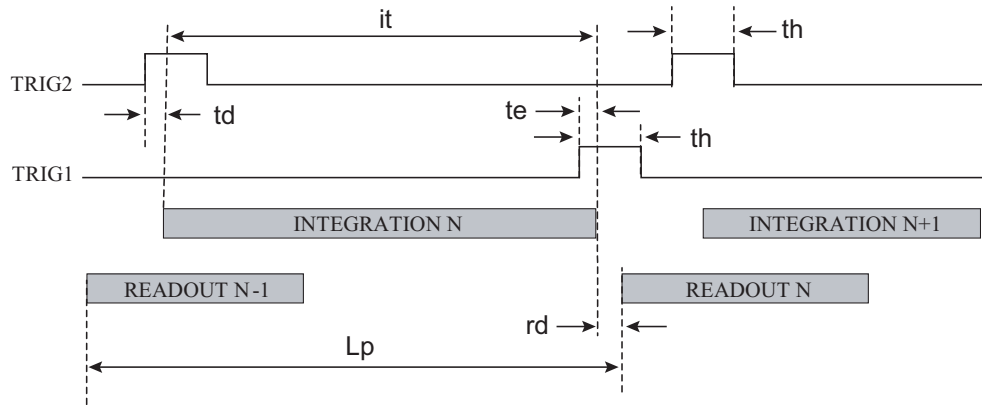 it
th
TRIG2
td
te
th
TRIG1
INTEGRATION N
INTEGRATION N+1
READOUT N-1
READOUT N
rd
Lp